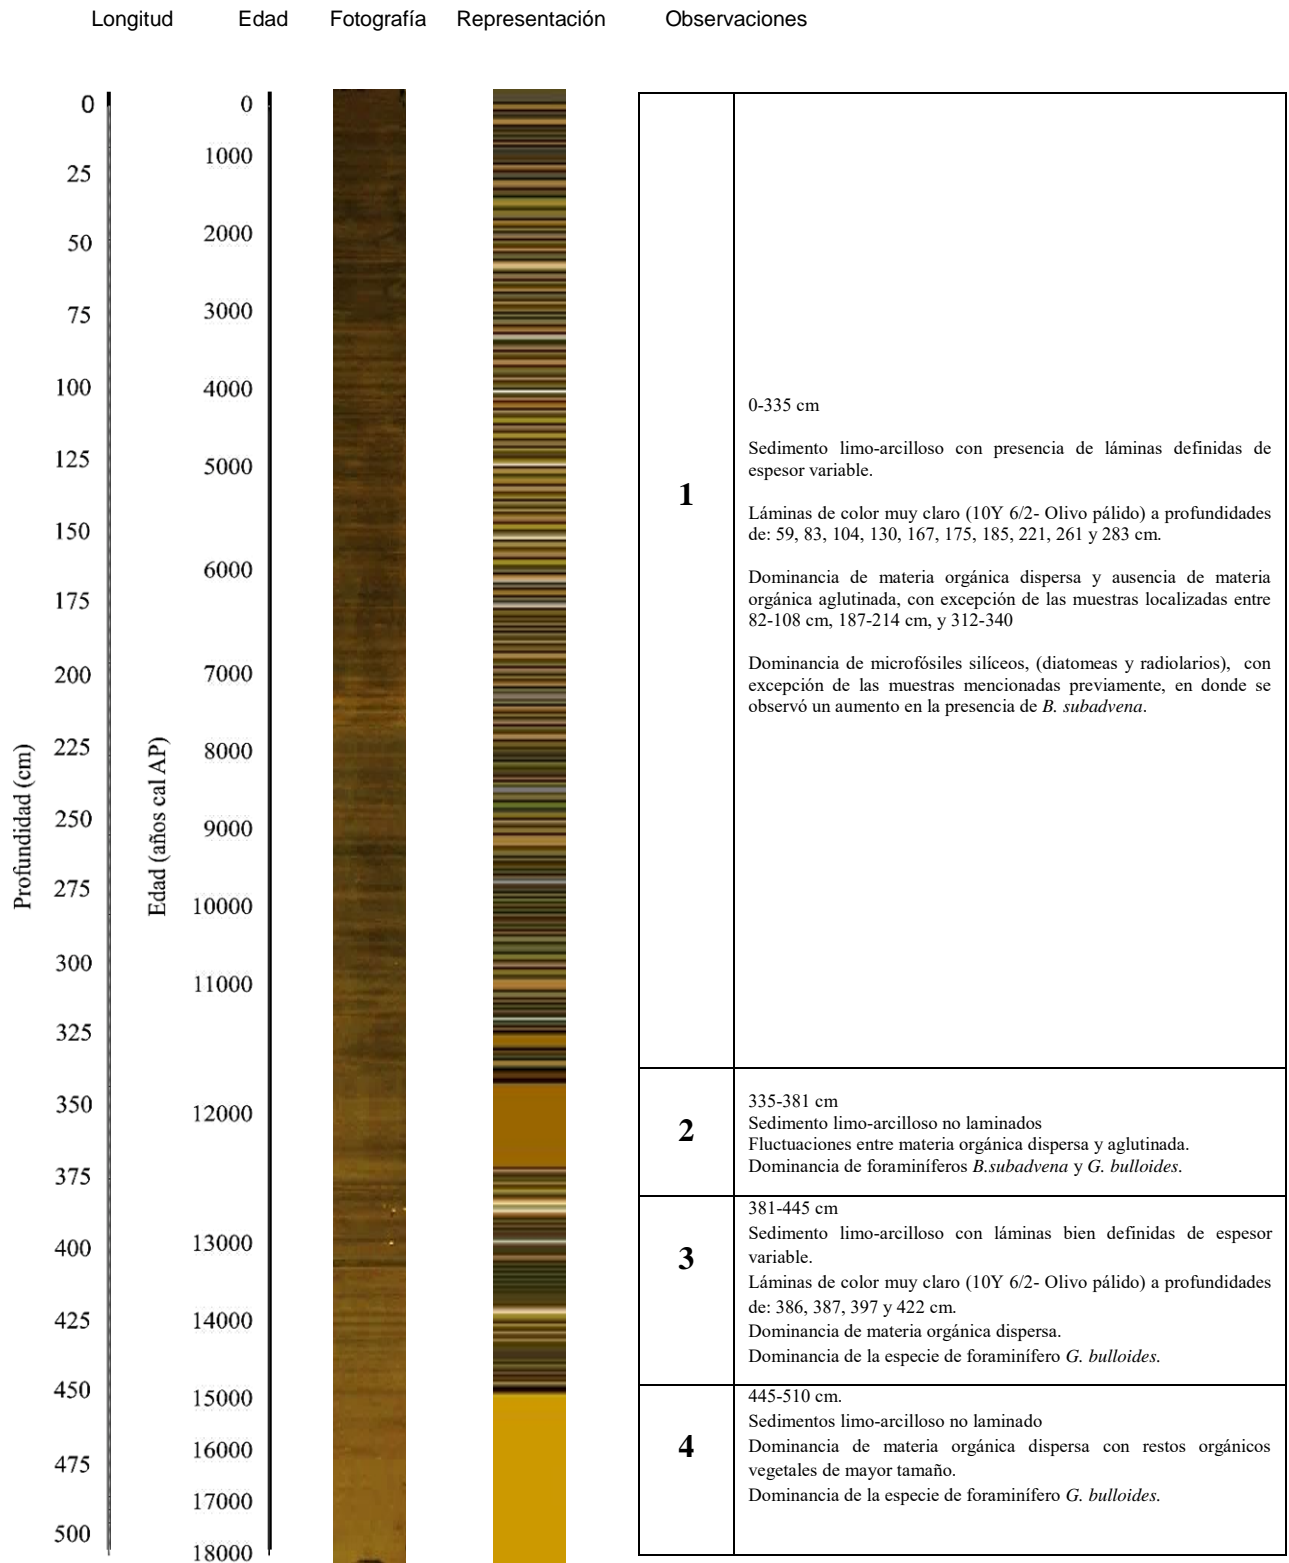 Longitud Edad Fotografía Representación Observaciones
Profundidad (cm)
0
25
50
75
100
125
150
175
200
225
250
275
300
325
350
375
400
425
450
475
500
Edad (años cal AP)
0
1000
2000
3000
4000
5000
6000
7000
8000
9000
10000
11000
12000
13000
14000
15000
16000
17000
18000
1
0-335 cm
Sedimento limo-arcilloso con presencia de láminas definidas de
espesor variable.
Láminas de color muy claro (10Y 6/2- Olivo pálido) a profundidades
de: 59, 83, 104, 130, 167, 175, 185, 221, 261 y 283 cm.
Dominancia de materia orgánica dispersa y ausencia de materia
orgánica aglutinada, con excepción de las muestras localizadas entre
82-108 cm, 187-214 cm, y 312-340
Dominancia de microfósiles silíceos, (diatomeas y radiolarios), con
excepción de las muestras mencionadas previamente, en donde se
observó un aumento en la presencia de B. subadvena.
2
335-381 cm
Sedimento limo-arcilloso no laminados
Fluctuaciones entre materia orgánica dispersa y aglutinada.
Dominancia de foraminíferos B.subadvena y G. bulloides.
3
381-445 cm
Sedimento limo-arcilloso con láminas bien definidas de espesor
variable.
Láminas de color muy claro (10Y 6/2- Olivo pálido) a profundidades
de: 386, 387, 397 y 422 cm.
Dominancia de materia orgánica dispersa.
Dominancia de la especie de foraminífero G. bulloides.
4
445-510 cm.
Sedimentos limo-arcilloso no laminado
Dominancia de materia orgánica dispersa con restos orgánicos
vegetales de mayor tamaño.
Dominancia de la especie de foraminífero G. bulloides.